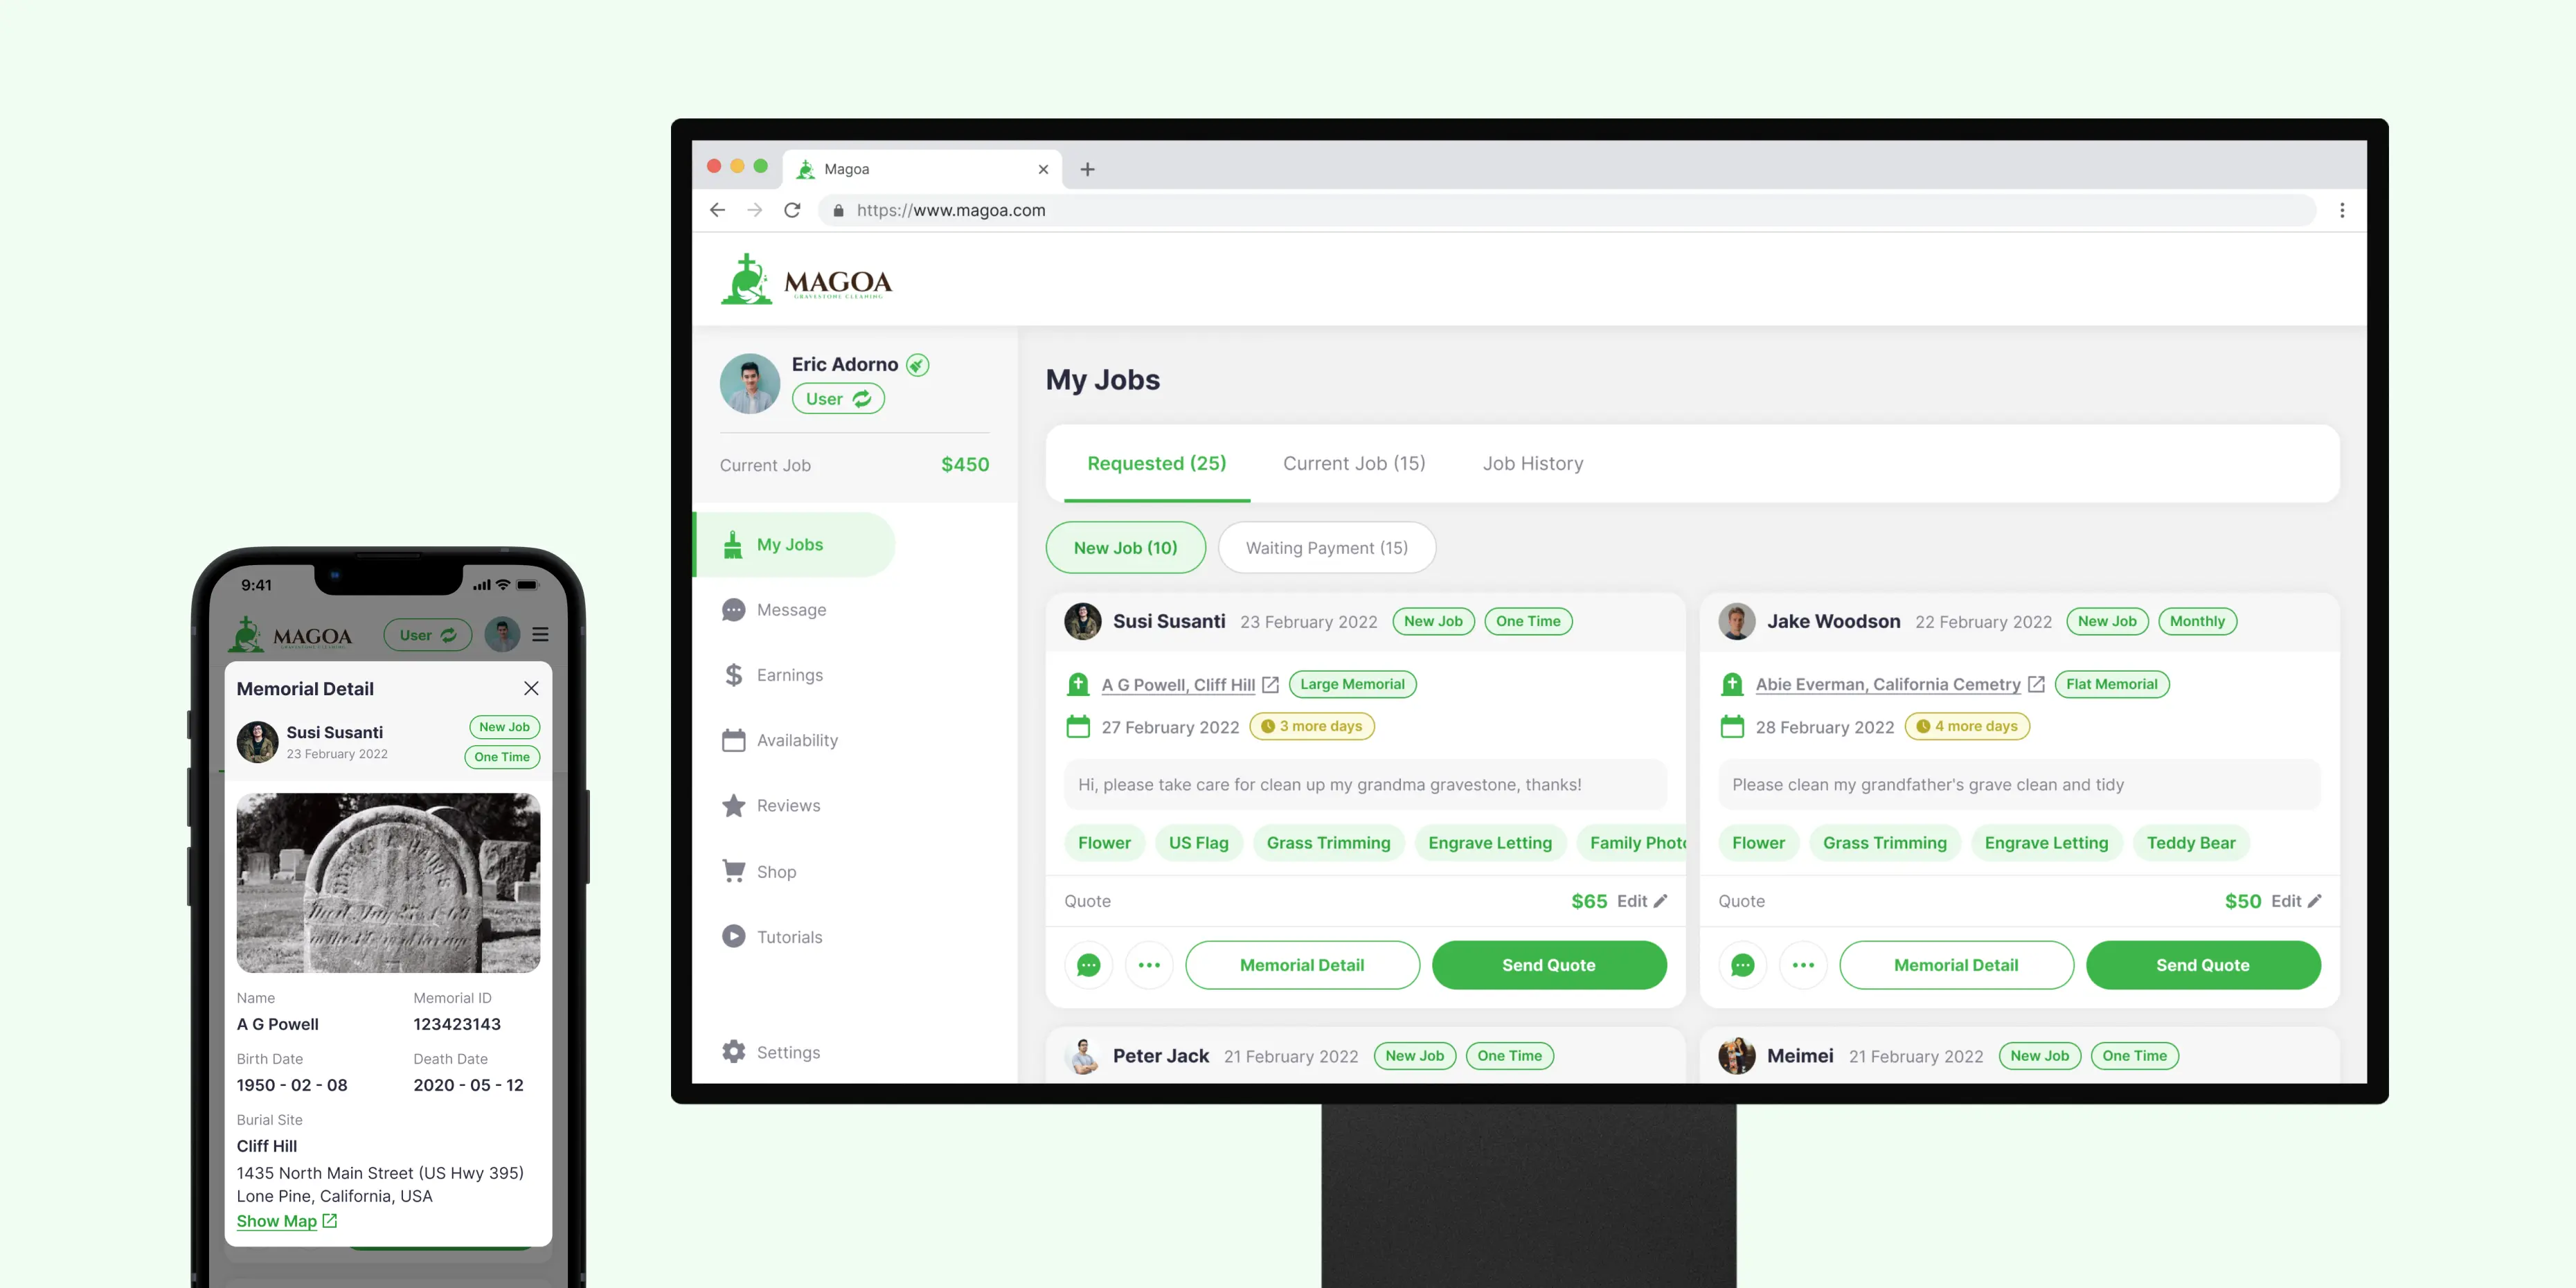 9:41
MAGOA
GRAVESTONE CLEANING
User
Memorial Detail
Susi Susanti
23 February 2022
New Job
One Time
Name
A G Powell
Memorial ID
123423143
Birth Date
1950 - 02 - 08
Death Date
2020 - 05 - 12
Burial Site
Cliff Hill
1435 North Main Street (US Hwy 395)
Lone Pine, California, USA
Show Map
Magoa
https://www.magoa.com
MAGOA
GRAVESTONE CLEANING
Eric Adorno
User
Current Job $450
My Jobs
Message
Earnings
Availability
Reviews
Shop
Tutorials
Settings
My Jobs
Requested (25) Current Job (15) Job History
New Job (10) Waiting Payment (15)
Susi Susanti 23 February 2022 New Job One Time
A G Powell, Cliff Hill Large Memorial
27 February 2022 3 more days
Hi, please take care for clean up my grandma gravestone, thanks!
Flower US Flag Grass Trimming Engrave Letting Family Photo
Quote $65 Edit
Memorial Detail Send Quote
Jake Woodson 22 February 2022 New Job Monthly
Abie Everman, California Cemetry Flat Memorial
28 February 2022 4 more days
Please clean my grandfather's grave clean and tidy
Flower Grass Trimming Engrave Letting Teddy Bear
Quote $50 Edit
Memorial Detail Send Quote
Peter Jack 21 February 2022 New Job One Time
Meimei 21 February 2022 New Job One Time